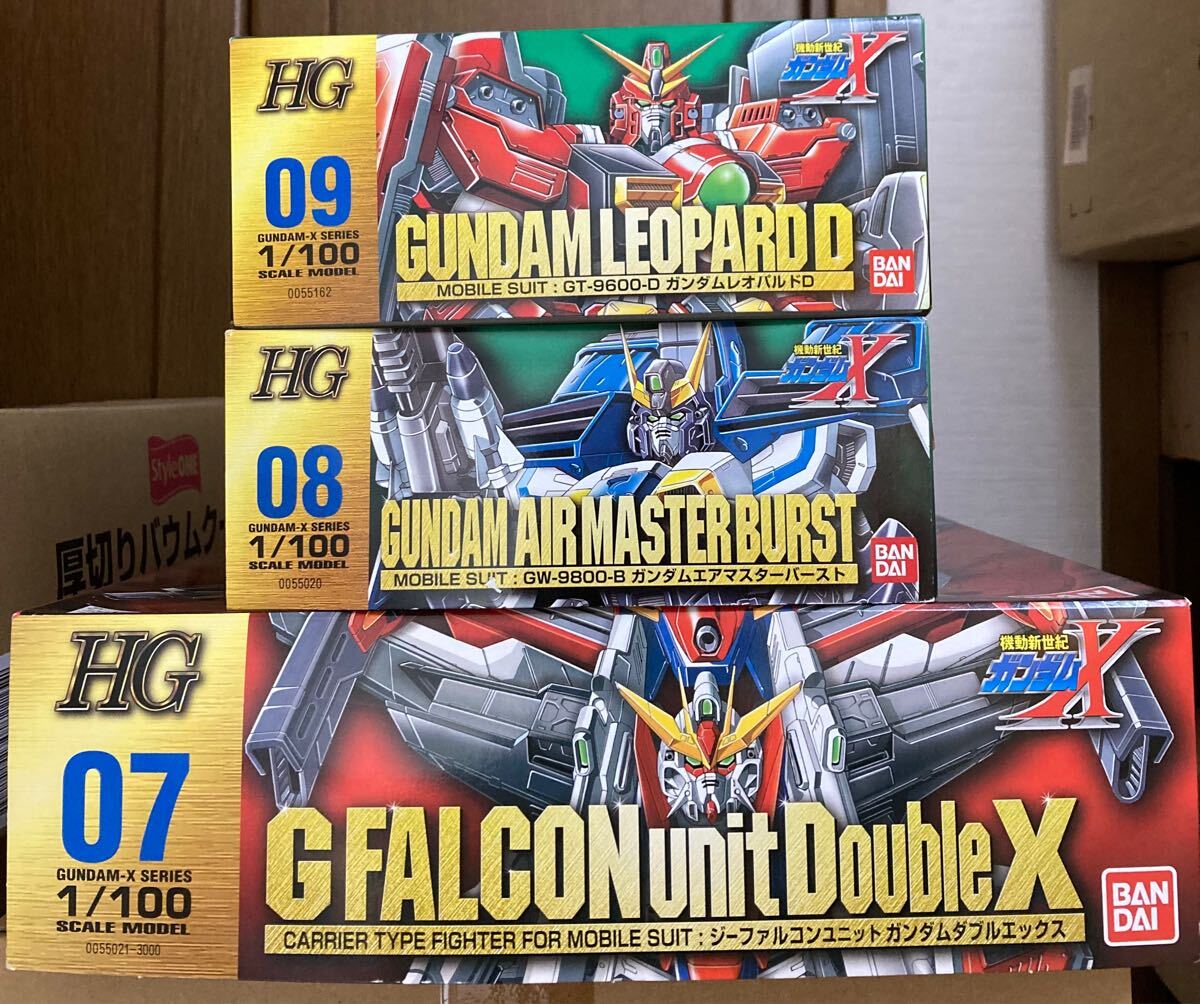 HG
09
GUNDAM-X SERIES
1/100
SCALE MODEL
0055162
機動新世紀
ガンダムX
GUNDAM LEOPARD D
MOBILE SUIT : GT-9600-D ガンダムレオパルドD
BAN
DAI
HG
08
GUNDAM-X SERIES
1/100
SCALE MODEL
0055020
機動新世紀
ガンダムX
GUNDAM AIRMASTER BURST
MOBILE SUIT : GW-9800-B ガンダムエアマスターバースト
BAN
DAI
StyleONE
厚切りバウムク
HG
07
GUNDAM-X SERIES
1/100
SCALE MODEL
0055021-3000
機動新世紀
ガンダムX
G FALCON unit Double X
CARRIER TYPE FIGHTER FOR MOBILE SUIT : ジーファルコンユニット ガンダムダブルエックス
BAN
DAI